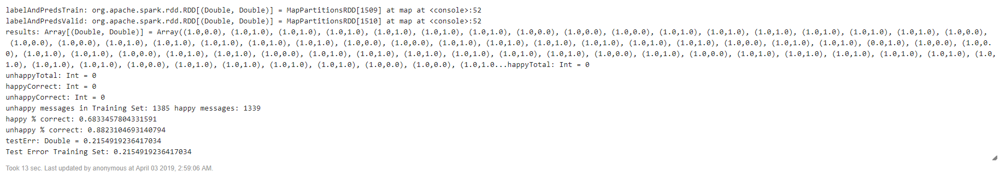 labelAndPredsTrain: org.apache.spark.rdd.RDD[(Double, Double)] = MapPartitionsRDD[1509] at map at <console>:52
labelAndPredsValid: org.apache.spark.rdd.RDD[(Double, Double)] = MapPartitionsRDD[1510] at map at <console>:52
results: Array[(Double, Double)] = Array((1.0,0.0), (1.0,1.0), (1.0,1.0), (1.0,1.0), (1.0,1.0), (1.0,1.0), (1.0,1.0), (1.0,0.0), (1.0,0.0), (1.0,0.0), (1.0,1.0), (1.0,1.0), (1.0,1.0), (1.0,1.0), (1.0,1.0), (1.0,1.0), (1.0,0.0),
(1.0,0.0), (1.0,0.0), (1.0,1.0), (1.0,1.0), (1.0,1.0), (1.0,1.0), (1.0,1.0), (1.0,0.0), (1.0,0.0), (1.0,1.0), (1.0,1.0), (1.0,1.0), (1.0,1.0), (1.0,1.0), (1.0,1.0), (1.0,0.0), (1.0,1.0), (1.0,1.0), (0.0,1.0), (1.0,0.0), (1.0,0.
0), (1.0,1.0), (1.0,1.0), (1.0,0.0), (1.0,1.0), (1.0,1.0), (1.0,0.0), (1.0,1.0), (1.0,1.0), (1.0,1.0), (1.0,1.0), (1.0,1.0), (1.0,1.0), (1.0,0.0), (1.0,1.0), (1.0,0.0), (1.0,1.0), (1.0,1.0), (1.0,1.0), (1.0,1.0), (1.0,1.0), (1.0,
1.0), (1.0,1.0), (1.0,1.0), (1.0,0.0), (1.0,1.0), (1.0,1.0), (1.0,1.0), (1.0,1.0), (1.0,0.0), (1.0,0.0), (1.0,1.0...happyTotal: Int = 0
unhappyTotal: Int = 0
happyCorrect: Int = 0
unhappyCorrect: Int = 0
unhappy messages in Training Set: 1385 happy messages: 1339
happy % correct: 0.6833457804331591
unhappy % correct: 0.8823104693140794
testErr: Double = 0.2154919236417034
Test Error Training Set: 0.2154919236417034
Took 13 sec. Last updated by anonymous at April 03 2019, 2:59:06 AM.